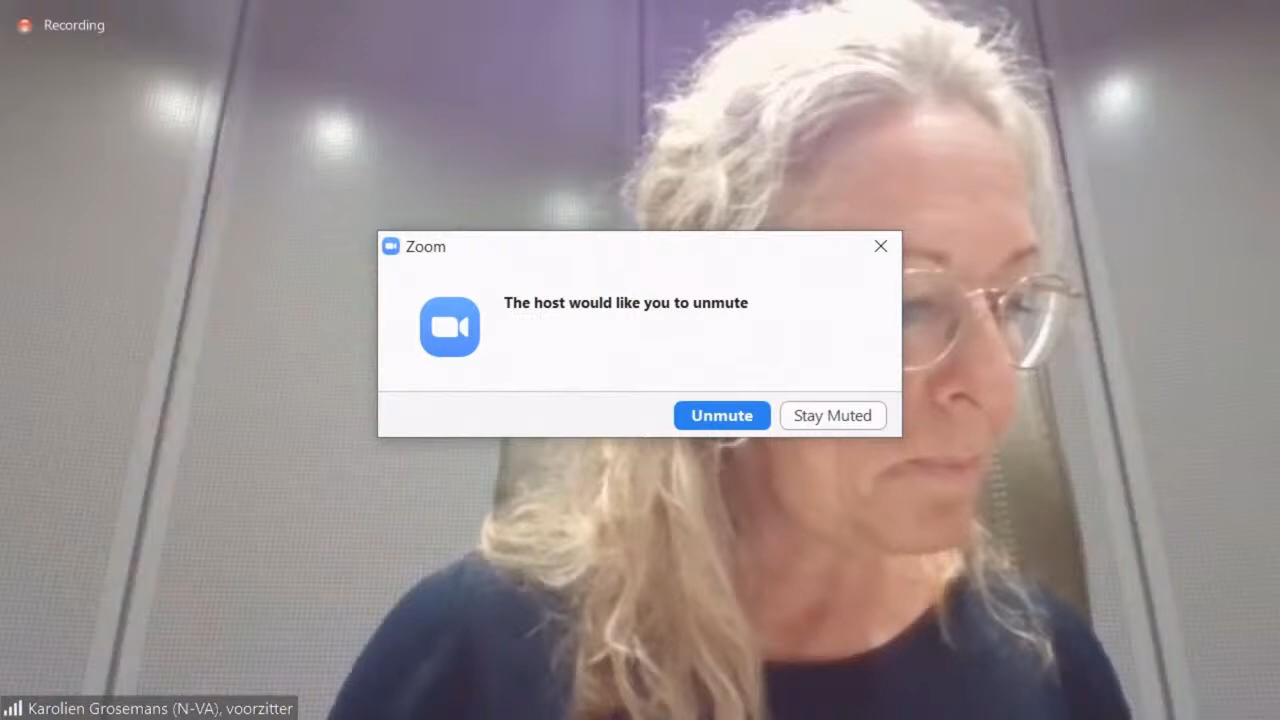 Recording
Zoom
The host would like you to unmute
Unmute
Stay Muted
Karolien Grosemans (N-VA), voorzitter